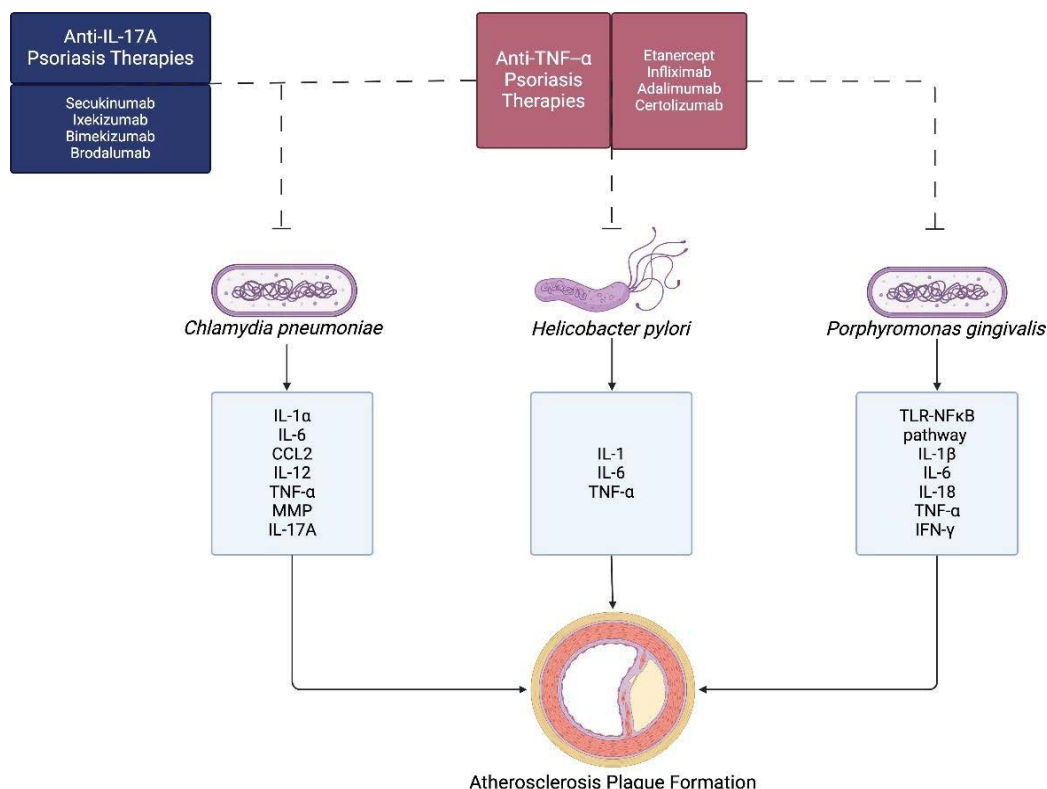 Anti-IL-17A
Psoriasis Therapies
Secukinumab
Ixekizumab
Bimekizumab
Brodalumab
Anti-TNF–α
Psoriasis
Therapies
Etanercept
Infliximab
Adalimumab
Certolizumab
Chlamydia pneumoniae
Helicobacter pylori
Porphyromonas gingivalis
IL-1α
IL-6
CCL2
IL-12
TNF-α
MMP
IL-17A
IL-1
IL-6
TNF-α
TLR-NFκB
pathway
IL-1β
IL-6
IL-18
TNF-α
IFN-γ
Atherosclerosis Plaque Formation